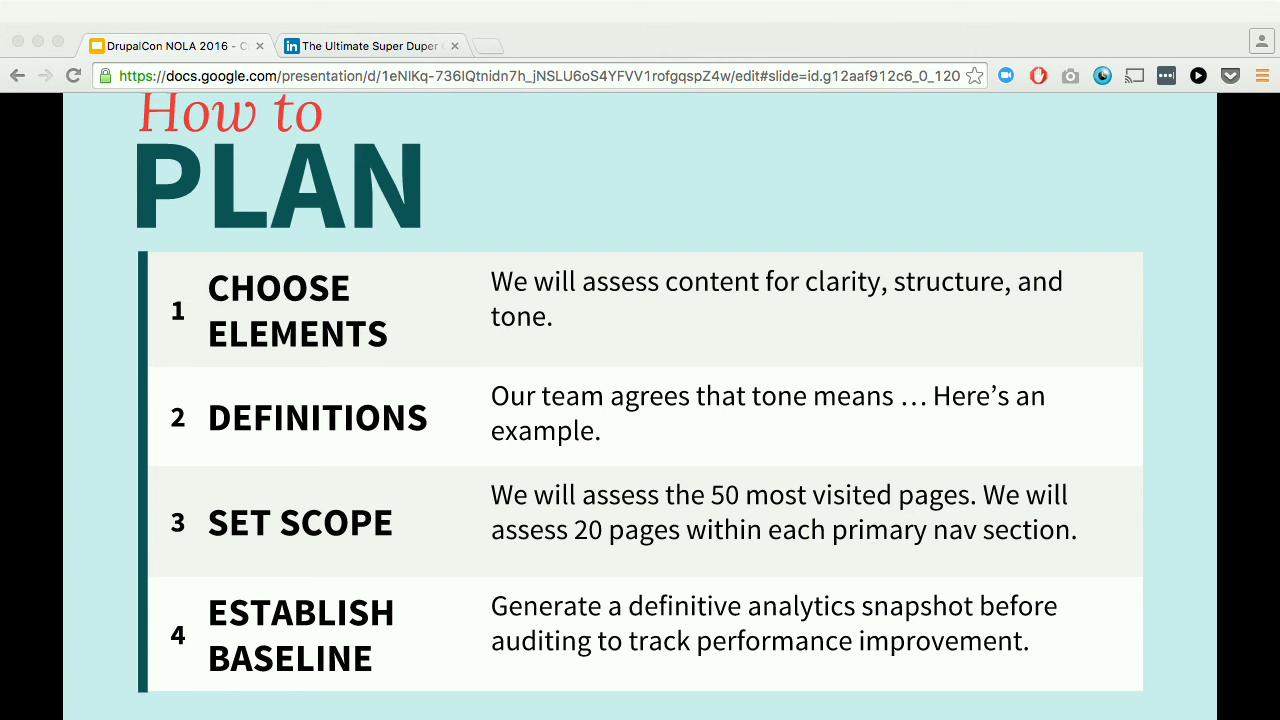 DrupalCon NOLA 2016 - C
The Ultimate Super Duper
https://docs.google.com/presentation/d/1eNlKq-736IQtnidn7h_jNSLU6oS4YFVV1rofgqspZ4w/edit#slide=id.g12aaf912c6_0_120
How to
PLAN
1
CHOOSE
ELEMENTS
We will assess content for clarity, structure, and
tone.
2
DEFINITIONS
Our team agrees that tone means … Here’s an
example.
3
SET SCOPE
We will assess the 50 most visited pages. We will
assess 20 pages within each primary nav section.
4
ESTABLISH
BASELINE
Generate a definitive analytics snapshot before
auditing to track performance improvement.